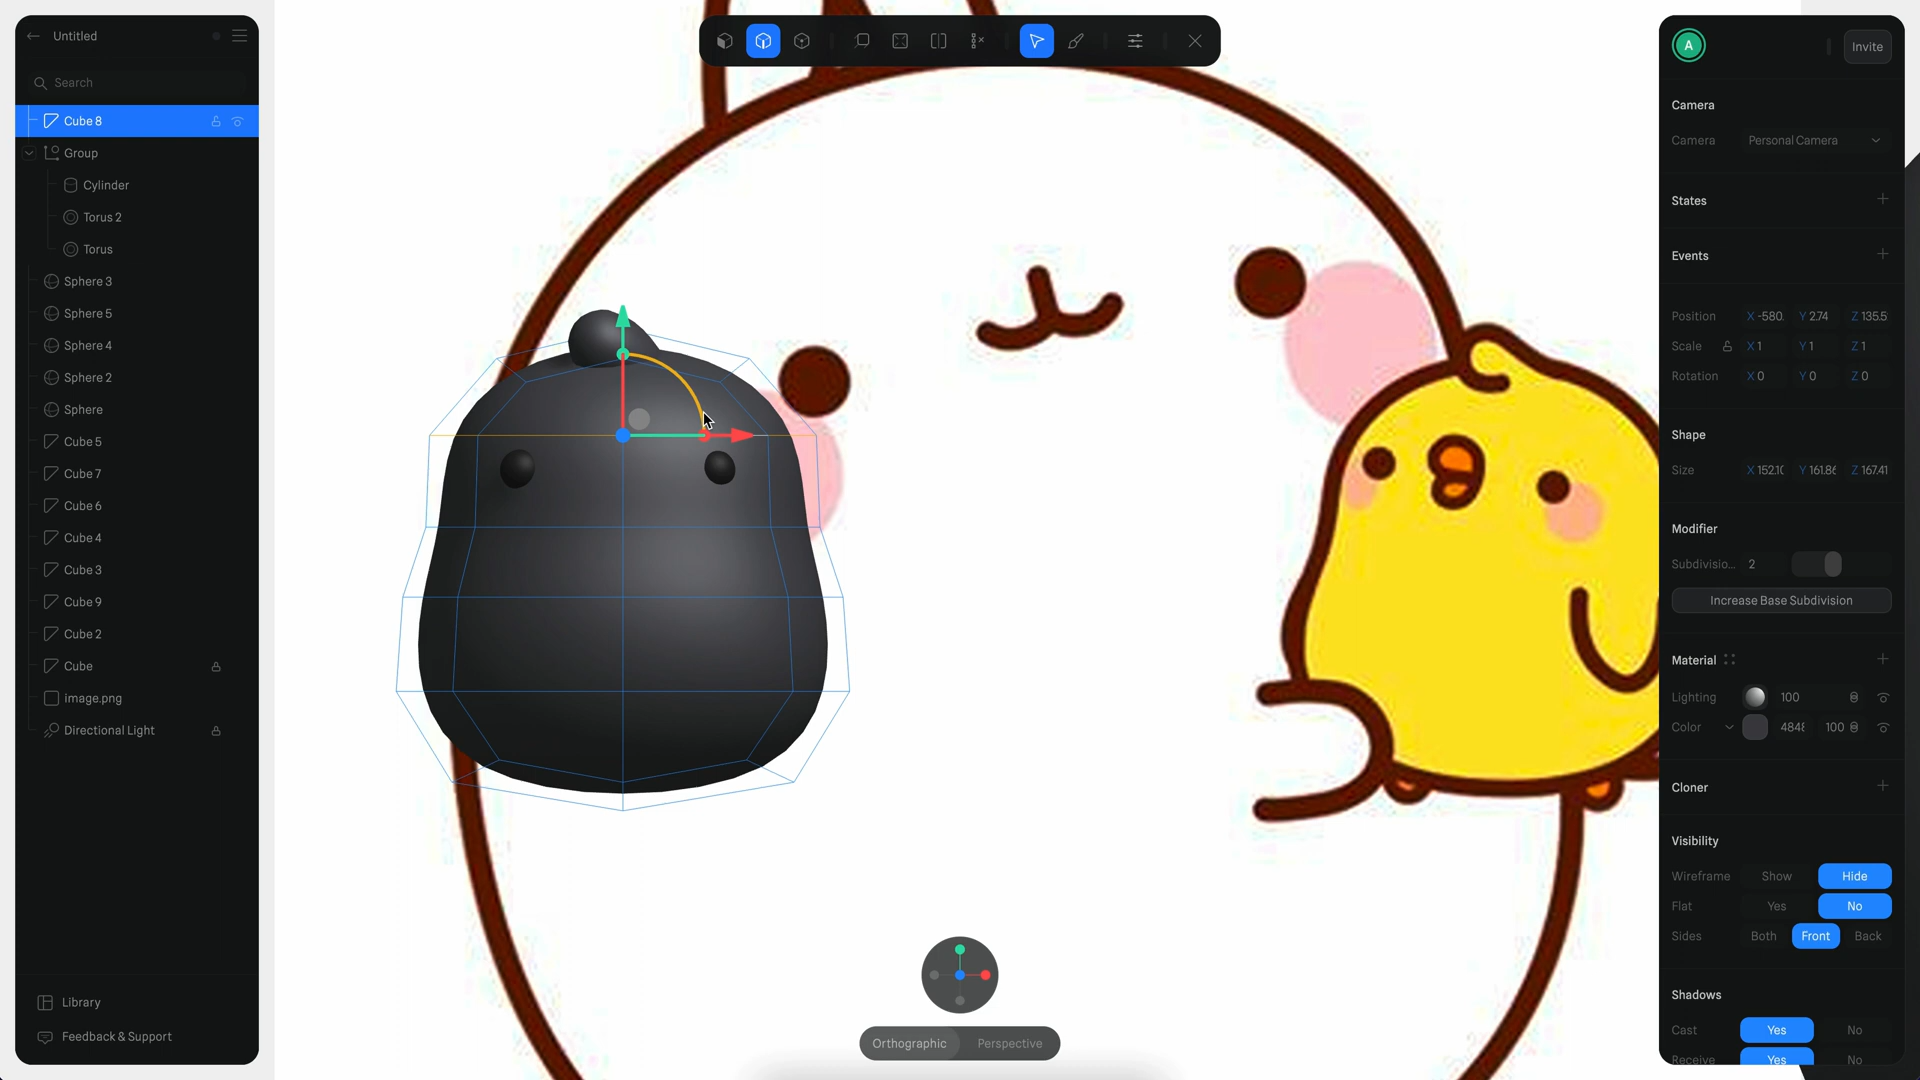 Untitled
Search
Cube 8
Group
Cylinder
Torus 2
Torus
Sphere 3
Sphere 5
Sphere 4
Sphere 2
Sphere
Cube 5
Cube 7
Cube 6
Cube 4
Cube 3
Cube 9
Cube 2
Cube
image.png
Directional Light
Library
Feedback & Support
Orthographic Perspective
A Invite
Camera
Camera Personal Camera
States
Events
Position X -580. Y 2.74 Z 135.5
Scale X 1 Y 1 Z 1
Rotation X 0 Y 0 Z 0
Shape
Size X 152.1( Y 161.8( Z 167.41
Modifier
Subdivisio... 2
Increase Base Subdivision
Material
Lighting 100
Color 484( 100
Cloner
Visibility
Wireframe Show Hide
Flat Yes No
Sides Both Front Back
Shadows
Cast Yes No
Receive Yes No